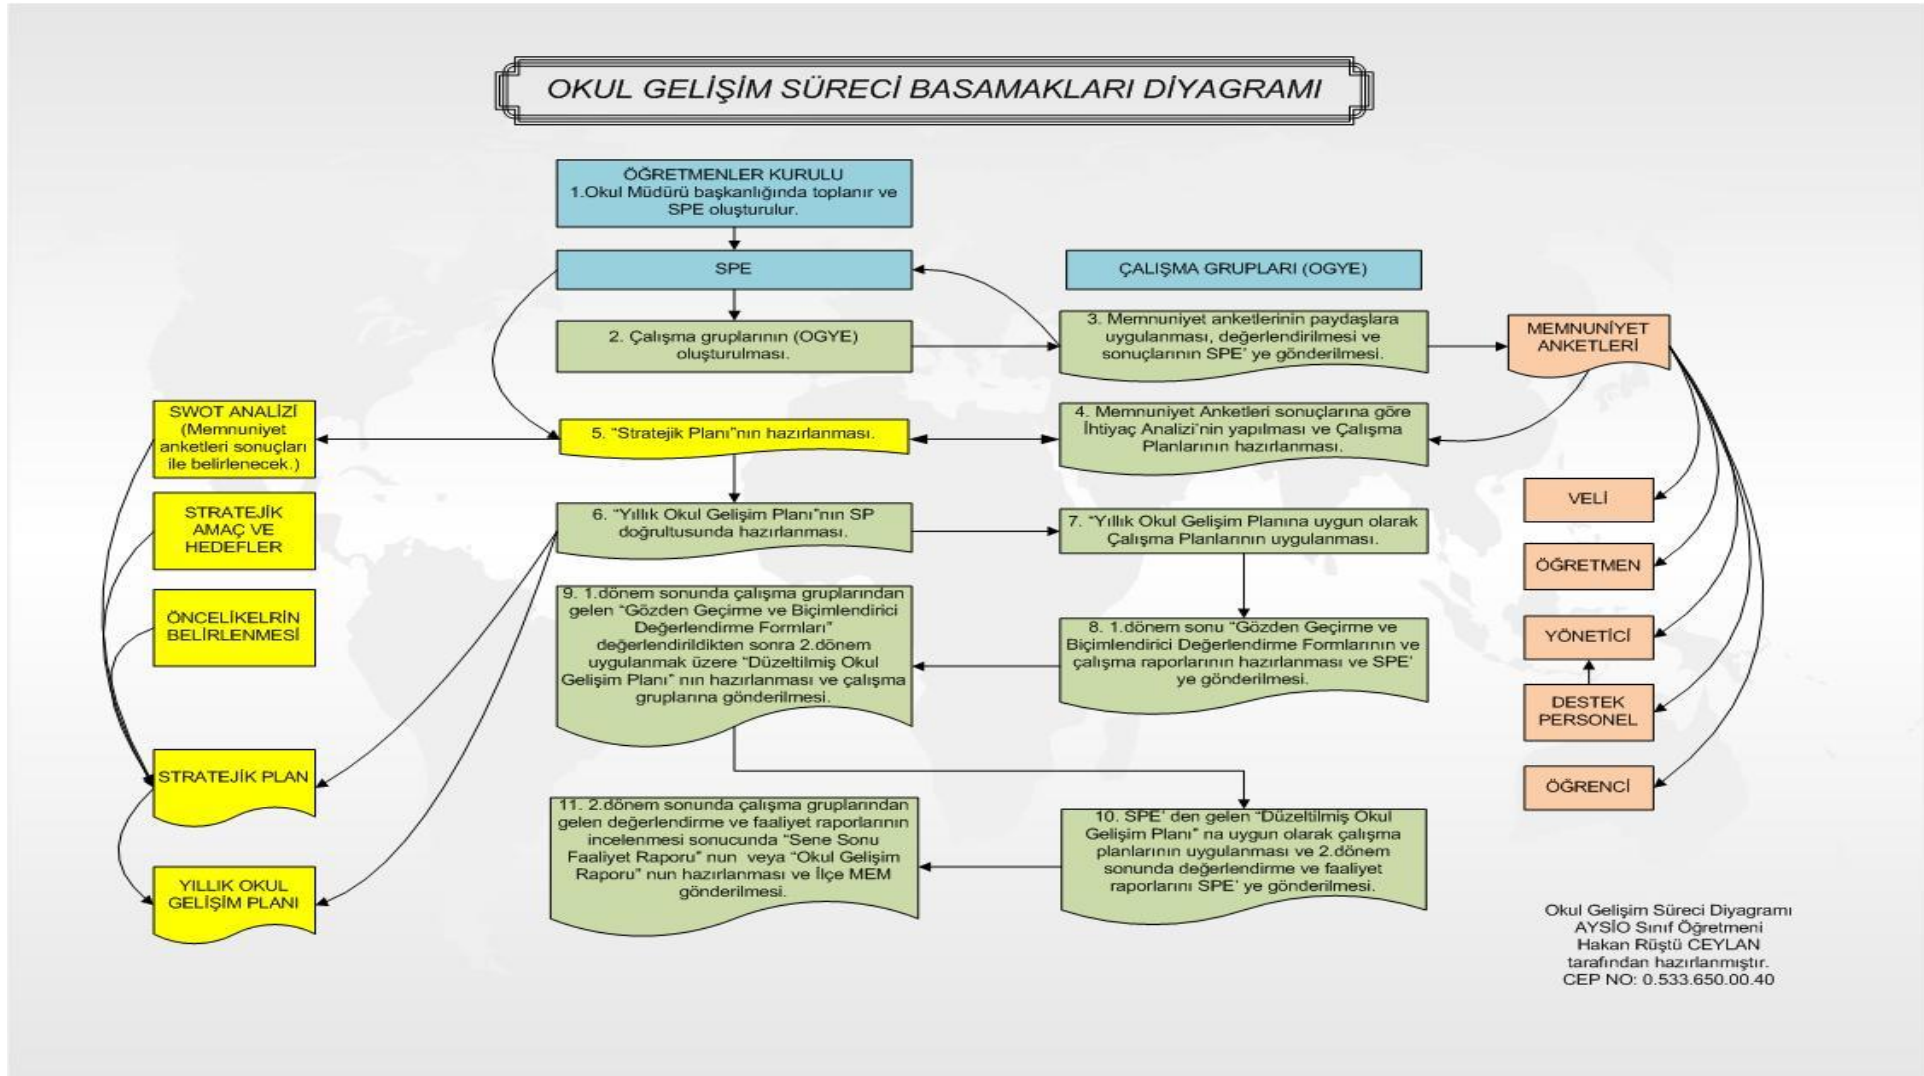 OKUL GELİŞİM SÜRECİ BASAMAKLARI DİYAGRAMI
ÖĞRETMENLER KURULU
1.Okul Müdürü başkanlığında toplanır ve
SPE oluşturulur.
SPE
ÇALIŞMA GRUPLARI (OGYE)
2. Çalışma gruplarının (OGYE)
oluşturulması.
3. Memnuniyet anketlerinin paydaşlara
uygulanması, değerlendirilmesi ve
sonuçlarının SPE' ye gönderilmesi.
MEMNUNİYET
ANKETLERİ
SWOT ANALİZİ
(Memnuniyet
anketleri sonuçları
ile belirlenecek.)
5. "Stratejik Planı"nın hazırlanması.
4. Memnuniyet Anketleri sonuçlarına göre
İhtiyaç Analizi'nin yapılması ve Çalışma
Planlarının hazırlanması.
VELİ
STRATEJİK
AMAÇ VE
HEDEFLER
6. "Yıllık Okul Gelişim Planı"nın SP
doğrultusunda hazırlanması.
7. "Yıllık Okul Gelişim Planına uygun olarak
Çalışma Planlarının uygulanması.
ÖĞRETMEN
ÖNCELİKELRİN
BELİRLENMESİ
9. 1.dönem sonunda çalışma gruplarından
gelen "Gözden Geçirme ve Biçimlendirici
Değerlendirme Formları"
değerlendirildikten sonra 2.dönem
uygulanmak üzere "Düzeltilmiş Okul
Gelişim Planı" nın hazırlanması ve çalışma
gruplarına gönderilmesi.
8. 1.dönem sonu "Gözden Geçirme ve
Biçimlendirici Değerlendirme Formlarının ve
çalışma raporlarının hazırlanması ve SPE'
ye gönderilmesi.
YÖNETİCİ
DESTEK
PERSONEL
STRATEJİK PLAN
ÖĞRENCİ
11. 2.dönem sonunda çalışma gruplarından
gelen değerlendirme ve faaliyet raporlarının
incelenmesi sonucunda "Sene Sonu
Faaliyet Raporu" nun veya "Okul Gelişim
Raporu" nun hazırlanması ve İlçe MEM
gönderilmesi.
10. SPE' den gelen "Düzeltilmiş Okul
Gelişim Planı" na uygun olarak çalışma
planlarının uygulanması ve 2.dönem
sonunda değerlendirme ve faaliyet
raporlarını SPE' ye gönderilmesi.
YILLIK OKUL
GELİŞİM PLANI
Okul Gelişim Süreci Diyagramı
AYSİO Sınıf Öğretmeni
Hakan Rüştü CEYLAN
tarafından hazırlanmıştır.
CEP NO: 0.533.650.00.40